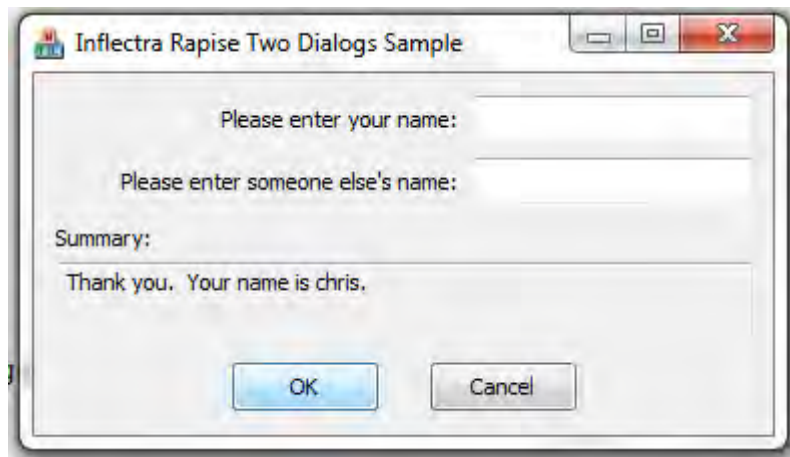 Inflectra Rapise Two Dialogs Sample
Please enter your name:
Please enter someone else's name:
Summary:
Thank you.  Your name is chris.
OK Cancel